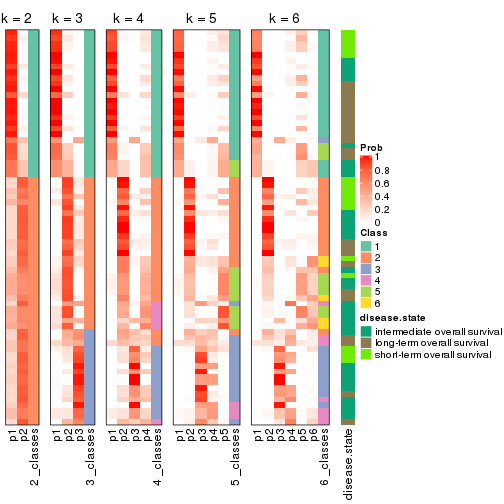 k = 2 k = 3 k = 4 k = 5 k = 6
Prob
1
0.8
0.6
0.4
0.2
0
Class
1
2
3
4
5
6
disease.state
intermediate overall survival
long-term overall survival
short-term overall survival
p1 p2 2_classes p1 p2 p3 3_classes p1 p2 p3 p4 4_classes p1 p2 p3 p4 p5 5_classes p1 p2 p3 p4 p5 p6 6_classes disease.state